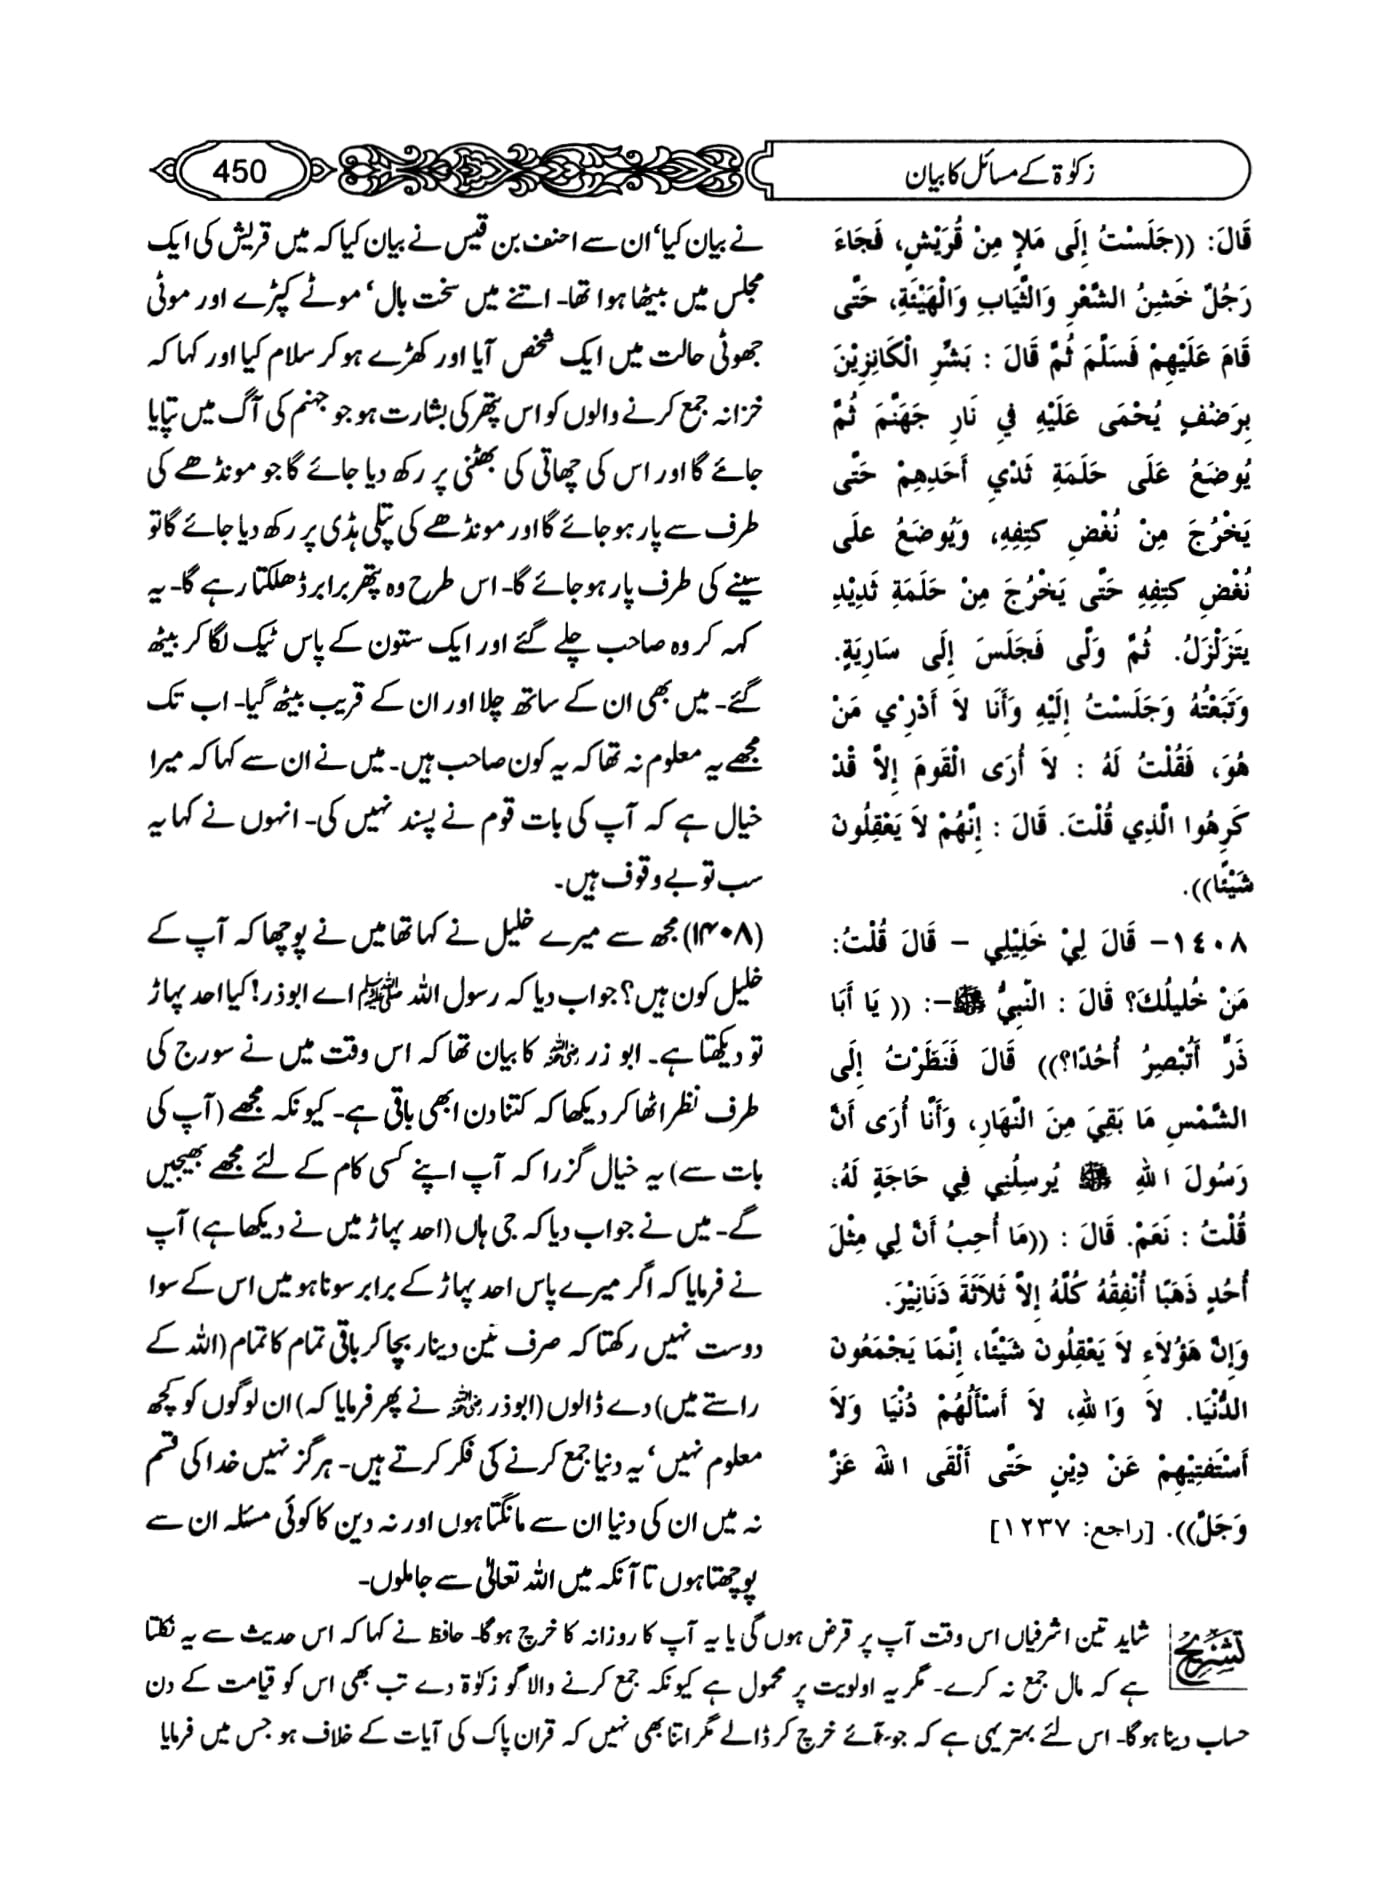 زکوٰۃ کے مسائل کا بیان
450
قَالَ: ((جَلَسْتُ إِلَى مَلإٍ مِنْ قُرَيْشٍ، فَجَاءَ
رَجُلٌ خَشِنُ الشَّعْرِ وَالثِّيَابِ وَالْهَيْئَةِ، حَتَّى
قَامَ عَلَيْهِمْ فَسَلَّمَ ثُمَّ قَالَ : بَشِّرِ الْكَانِزِيْنَ
بِرَضْفٍ يُحْمَى عَلَيْهِ فِي نَارِ جَهَنَّمَ ثُمَّ
يُوضَعُ عَلَى حَلَمَةِ ثَدْيِ أَحَدِهِمْ حَتَّى
يَخْرُجَ مِنْ نُغْضِ كَتِفِهِ، وَيُوضَعُ علَى
نُغْضِ كَتِفِهِ حَتَّى يَخْرُجَ مِنْ حَلَمَةِ ثَدْيِهِ
يَتَزَلْزَلُ. ثُمَّ وَلَّى فَجَلَسَ إِلَى سَارِيَةٍ.
وَتَبَعْتُهُ وَجَلَسْتُ إِلَيْهِ وَأَنَا لاَ أَدْرِي مَنْ
هُوَ، فَقُلْتُ لَهُ : لاَ أُرَى الْقَومَ إِلاَّ قَدْ
كَرِهُوا الَّذِي قُلْتَ. قَالَ : إِنَّهُمْ لاَ يَعْقِلُونَ
شَيْئًا)).
١٤٠٨- قَالَ لِيْ خَلِيْلِي - قَالَ قُلْتُ:
مَنْ خَلِيلُكَ؟ قَالَ : النَّبِيُّ ﷺ-: (( يَا أَبَا
ذَرٍّ أَتُبْصِرُ أُحُدًا؟)) قَالَ فَنَظَرْتُ إِلَى
الشَّمْسِ مَا بَقِيَ مِنَ النَّهَارِ، وَأَنَا أُرَى أَنَّ
رَسُولَ اللهِ ﷺ يُرسِلُنِي فِي حَاجَةٍ لَهُ،
قُلْتُ : نَعَمْ. قَالَ : ((مَا أُحِبُّ أَنَّ لِي مِثْلَ
أُحُدٍ ذَهَبًا أُنْفِقُهُ كُلَّهُ إِلاَّ ثَلاَثَةَ دَنَانِيْرَ.
وَإِنَّ هَؤُلاَءِ لاَ يَعْقِلُونَ شَيْئًا، إِنَّمَا يَجْمَعُونَ
الدُّنْيَا. لاَ وَاللهِ، لاَ أَسْأَلُهُمْ دُنْيَا وَلاَ
أَسْتَفْتِيْهِمْ عَنْ دِيْنٍ حَتَّى أَلْقَى اللهَ عَزَّ
وَجَلَّ)). [راجع: ١٢٣٧]
نے بیان کیا‘ ان سے احنف بن قیس نے بیان کیا کہ میں قریش کی ایک
مجلس میں بیٹھا ہوا تھا۔ اتنے میں سخت بال‘ موٹے کپڑے اور موٹی
جھوٹی حالت میں ایک شخص آیا اور کھڑے ہو کر سلام کیا اور کہا کہ
خزانہ جمع کرنے والوں کو اس پتھر کی بشارت ہو جو جہنم کی آگ میں تپایا
جائے گا اور اس کی چھاتی کی بھٹنی پر رکھ دیا جائے گا جو مونڈھے کی
طرف سے پار ہو جائے گا اور مونڈھے کی پتلی ہڈی پر رکھ دیا جائے گا تو
سینے کی طرف پار ہو جائے گا۔ اس طرح وہ پتھر برابر ڈھلکتا رہے گا۔ یہ
کہہ کر وہ صاحب چلے گئے اور ایک ستون کے پاس ٹیک لگا کر بیٹھ
گئے۔ میں بھی ان کے ساتھ چلا اور ان کے قریب بیٹھ گیا۔ اب تک
مجھے یہ معلوم نہ تھا کہ یہ کون صاحب ہیں۔ میں نے ان سے کہا کہ میرا
خیال ہے کہ آپ کی بات قوم نے پسند نہیں کی۔ انہوں نے کہا یہ
سب تو بے وقوف ہیں۔
(۱۴۰۸) مجھ سے میرے خلیل نے کہا تھا میں نے پوچھا کہ آپ کے
خلیل کون ہیں؟ جواب دیا کہ رسول اللہ ﷺ اے ابوذر! کیا احد پہاڑ
تو دیکھتا ہے۔ ابو زر رضی اللہ عنہ کا بیان تھا کہ اس وقت میں نے سورج کی
طرف نظر اٹھا کر دیکھا کہ کتنا دن ابھی باقی ہے۔ کیونکہ مجھے (آپ کی
بات سے) یہ خیال گزرا کہ آپ اپنے کسی کام کے لئے مجھے بھیجیں
گے۔ میں نے جواب دیا کہ جی ہاں (احد پہاڑ میں نے دیکھا ہے) آپ
نے فرمایا کہ اگر میرے پاس احد پہاڑ کے برابر سونا ہو میں اس کے سوا
دوست نہیں رکھتا کہ صرف تین دینار بچا کر باقی تمام کا تمام (اللہ کے
راستے میں) دے ڈالوں (ابوذر رضی اللہ عنہ نے پھر فرمایا کہ) ان لوگوں کو کچھ
معلوم نہیں‘ یہ دنیا جمع کرنے کی فکر کرتے ہیں۔ ہرگز نہیں خدا کی قسم
نہ میں ان کی دنیا ان سے مانگتا ہوں اور نہ دین کا کوئی مسئلہ ان سے
پوچھتا ہوں تا آنکہ میں اللہ تعالیٰ سے جا ملوں۔
تشریح شاید تین اشرفیاں اس وقت آپ پر قرض ہوں گی یا یہ آپ کا روزانہ کا خرچ ہو گا۔ حافظ نے کہا کہ اس حدیث سے یہ نکلتا
ہے کہ مال جمع نہ کرے۔ مگر یہ اولویت پر محمول ہے کیونکہ جمع کرنے والا گو زکوٰۃ دے تب بھی اس کو قیامت کے دن
حساب دینا ہو گا۔ اس لئے بہتر یہی ہے کہ جو آئے خرچ کر ڈالے مگر اتنا بھی نہیں کہ قرآن پاک کی آیات کے خلاف ہو جس میں فرمایا